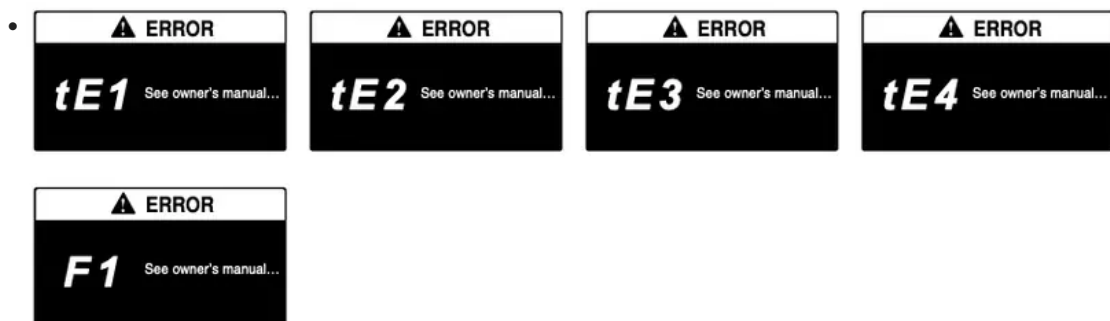 ERROR
tE1 See owner's manual...
ERROR
tE2 See owner's manual...
ERROR
tE3 See owner's manual...
ERROR
tE4 See owner's manual...
ERROR
F1 See owner's manual...